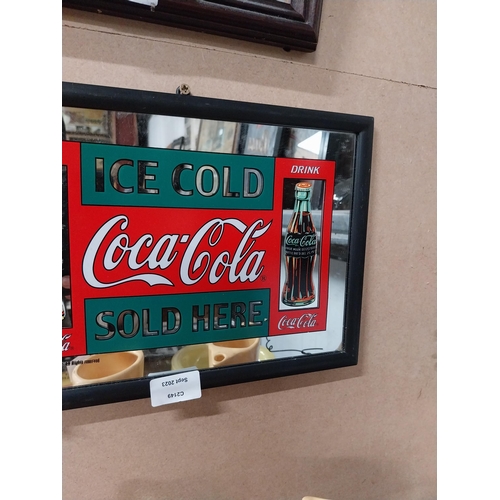 ICE COLD
DRINK
Coca-Cola
Coca-Cola
SOLD HERE
Coca-Cola
C2149
Sept 2023